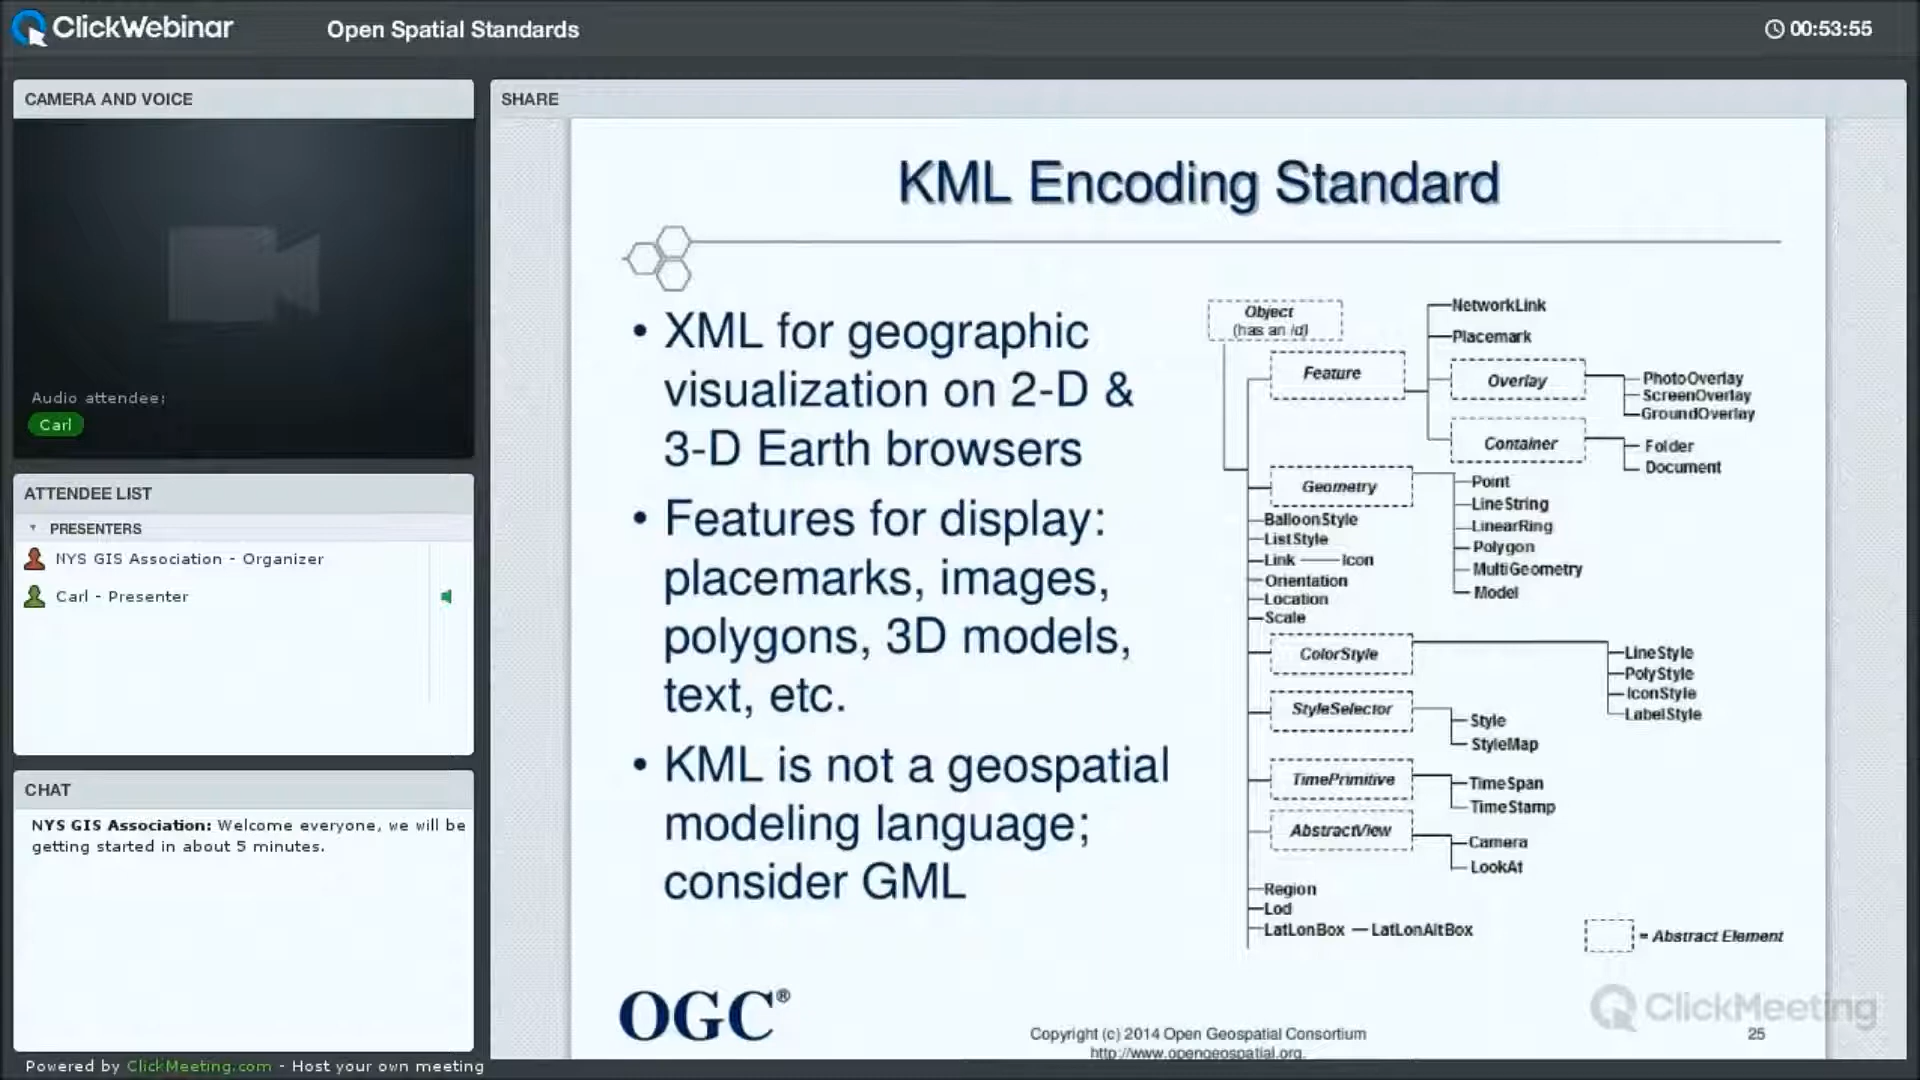 ClickWebinar
Open Spatial Standards
00:53:55
CAMERA AND VOICE
Audio attendee:
Carl
ATTENDEE LIST
PRESENTERS
NYS GIS Association - Organizer
Carl - Presenter
CHAT
NYS GIS Association: Welcome everyone, we will be
getting started in about 5 minutes.
Powered by ClickMeeting.com - Host your own meeting
SHARE
KML Encoding Standard
• XML for geographic
visualization on 2-D &
3-D Earth browsers
• Features for display:
placemarks, images,
polygons, 3D models,
text, etc.
• KML is not a geospatial
modeling language;
consider GML
Object
(has an id)
Feature
NetworkLink
Placemark
Overlay
PhotoOverlay
ScreenOverlay
GroundOverlay
Container
Folder
Document
Geometry
Point
LineString
LinearRing
Polygon
MultiGeometry
Model
BalloonStyle
ListStyle
Link
Icon
Orientation
Location
Scale
ColorStyle
LineStyle
PolyStyle
IconStyle
LabelStyle
StyleSelector
Style
StyleMap
TimePrimitive
TimeSpan
TimeStamp
AbstractView
Camera
LookAt
Region
Lod
LatLonBox
LatLonAltBox
= Abstract Element
OGC®
Copyright (c) 2014 Open Geospatial Consortium
http://www.opengeospatial.org.
25
ClickMeeting